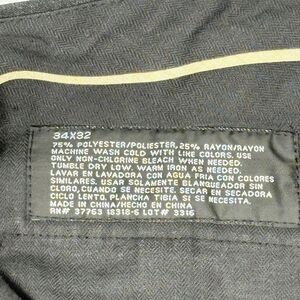 34X32
75% POLYESTER/POLIESTER, 25% RAYON/RAYON
MACHINE WASH COLD WITH LIKE COLORS. USE
ONLY NON-CHLORINE BLEACH WHEN NEEDED.
TUMBLE DRY LOW. WARM IRON AS NEEDED.
LAVAR EN LAVADORA CON AGUA FRIA CON COLORES
SIMILARES. USAR SOLAMENTE BLANQUEADOR SIN
CLORO, CUANDO SE NECESITE. SECAR EN SECADORA
CICLO LENTO. PLANCHA TIBIA SI SE NECESITA.
MADE IN CHINA/HECHO EN CHINA
RN# 37763 18318-6 LOT# 3316